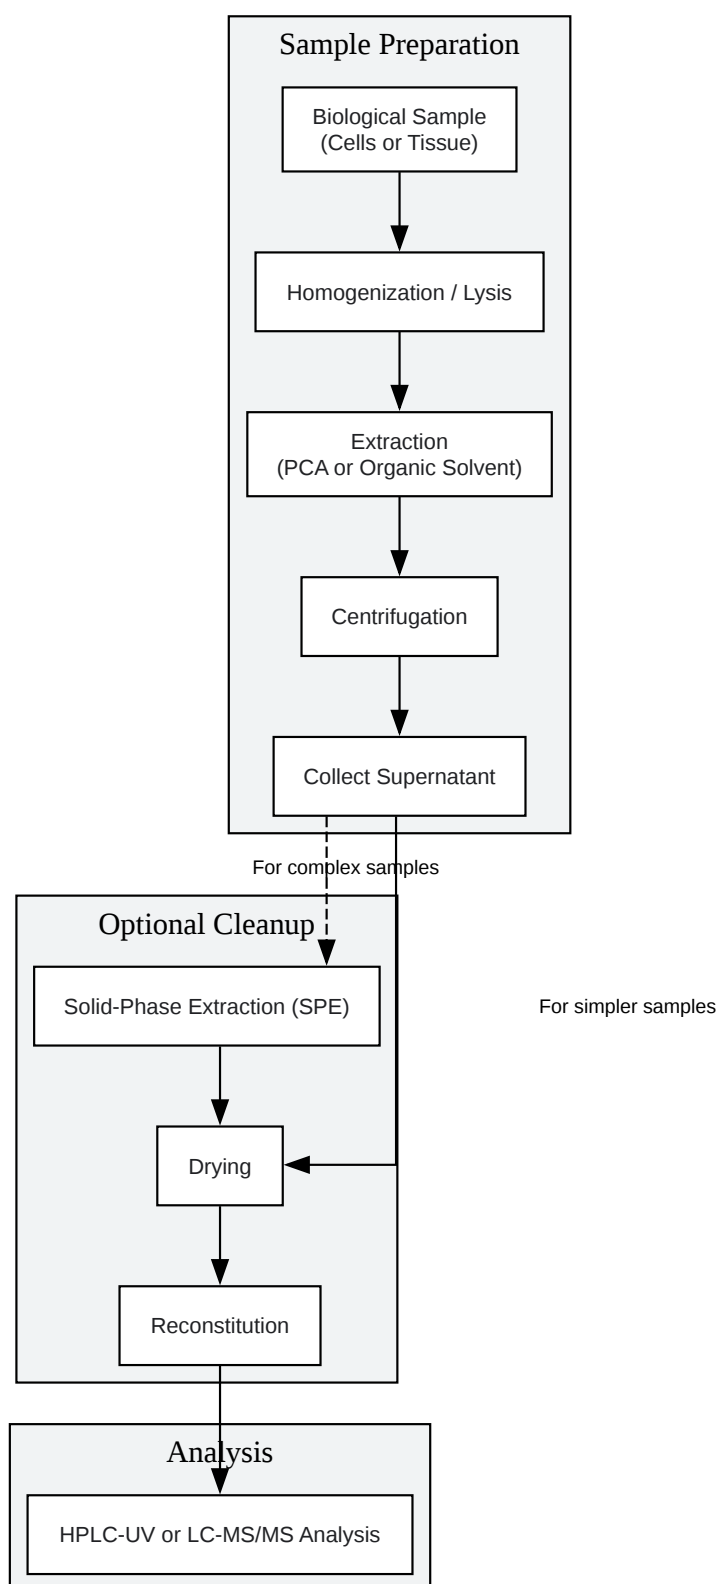 Sample Preparation
Biological Sample
(Cells or Tissue)
Homogenization / Lysis
Extraction
(PCA or Organic Solvent)
Centrifugation
Collect Supernatant
For complex samples
Optional Cleanup
Solid-Phase Extraction (SPE)
For simpler samples
Drying
Reconstitution
Analysis
HPLC-UV or LC-MS/MS Analysis